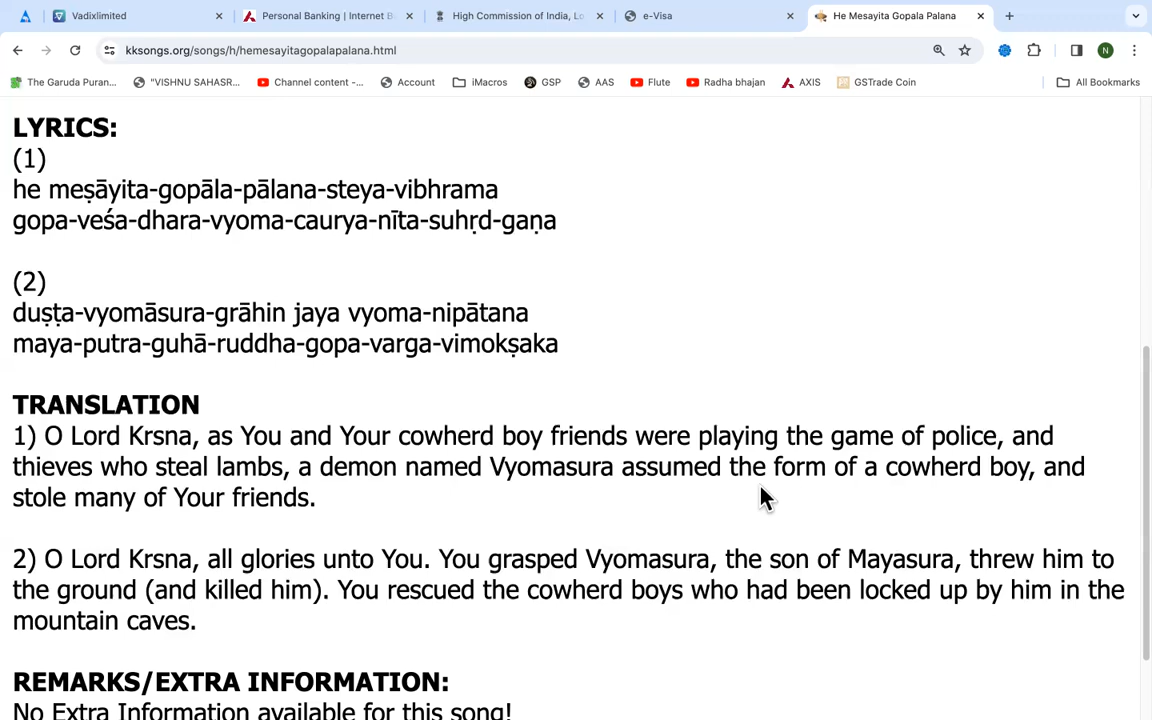 Vadixlimited
Personal Banking | Internet B
High Commission of India, Lo
e-Visa
He Mesayita Gopala Palana
kksongs.org/songs/h/hemesayitagopalapalana.html
N
The Garuda Puran...
"VISHNU SAHASR...
Channel content -...
Account
iMacros
GSP
AAS
Flute
Radha bhajan
AXIS
GSTrade Coin
All Bookmarks
LYRICS:
(1)
he meṣāyita-gopāla-pālana-steya-vibhrama
gopa-veśa-dhara-vyoma-caurya-nīta-suhṛd-gaṇa
(2)
duṣṭa-vyomāsura-grāhin jaya vyoma-nipātana
maya-putra-guhā-ruddha-gopa-varga-vimokṣaka
TRANSLATION
1) O Lord Krsna, as You and Your cowherd boy friends were playing the game of police, and
thieves who steal lambs, a demon named Vyomasura assumed the form of a cowherd boy, and
stole many of Your friends.
2) O Lord Krsna, all glories unto You. You grasped Vyomasura, the son of Mayasura, threw him to
the ground (and killed him). You rescued the cowherd boys who had been locked up by him in the
mountain caves.
REMARKS/EXTRA INFORMATION:
No Extra Information available for this song!